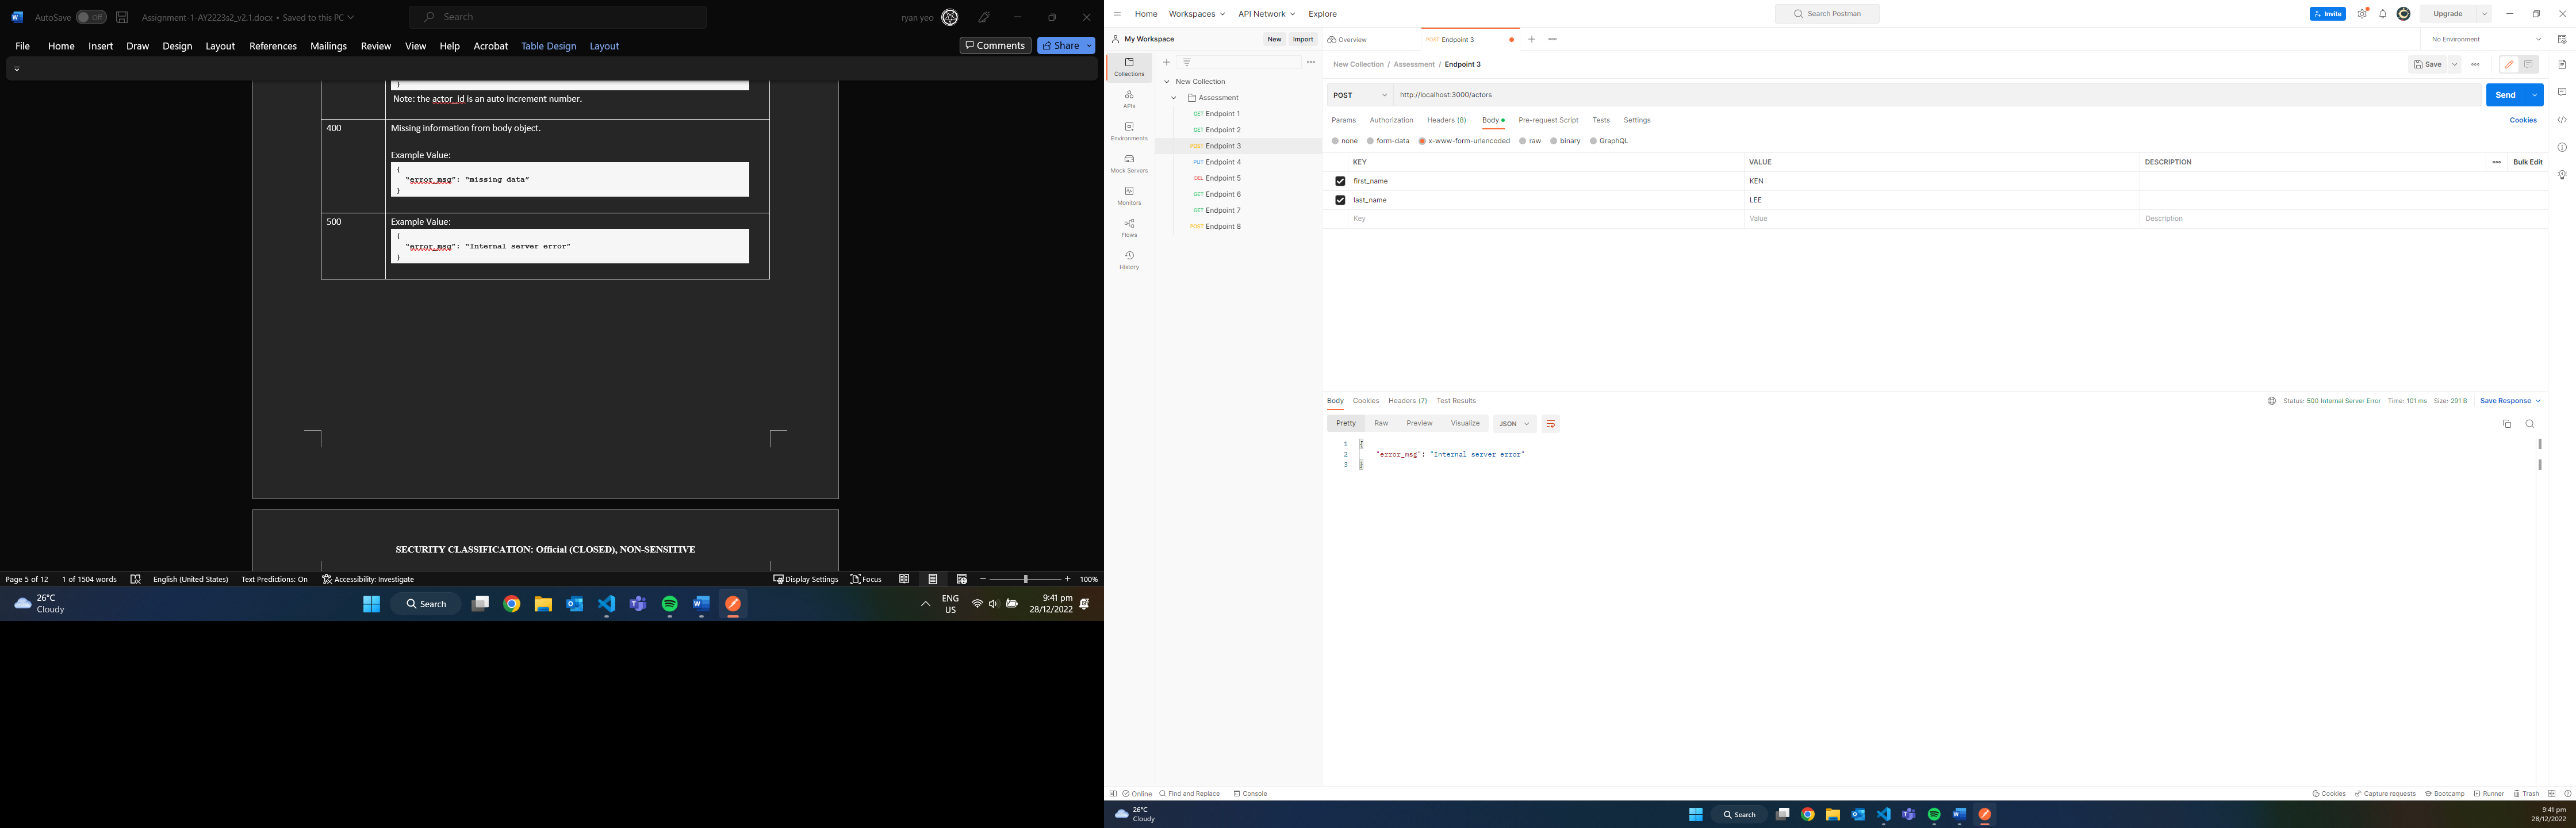 AutoSave Off Assignment-1-AY2223s2_v2.1.docx • Saved to this PC Search ryan yeo
File Home Insert Draw Design Layout References Mailings Review View Help Acrobat Table Design Layout Comments Share
}
Note: the actor_id is an auto increment number.
400 Missing information from body object.
Example Value:
{
"error_msg": "missing data"
}
500 Example Value:
{
"error_msg": "Internal server error"
}
SECURITY CLASSIFICATION: Official (CLOSED), NON-SENSITIVE
Page 5 of 12 1 of 1504 words English (United States) Text Predictions: On Accessibility: Investigate Display Settings Focus 100%
26°C
Cloudy
Search
ENG
US
9:41 pm
28/12/2022
Home Workspaces API Network Explore Search Postman Invite Upgrade
My Workspace New Import Overview POST Endpoint 3 No Environment
Collections
APIs
Environments
Mock Servers
Monitors
Flows
History
New Collection
Assessment
GET Endpoint 1
GET Endpoint 2
POST Endpoint 3
PUT Endpoint 4
DEL Endpoint 5
GET Endpoint 6
GET Endpoint 7
POST Endpoint 8
New Collection / Assessment / Endpoint 3 Save
POST http://localhost:3000/actors Send
Params Authorization Headers (8) Body Pre-request Script Tests Settings Cookies
none form-data x-www-form-urlencoded raw binary GraphQL
KEY VALUE DESCRIPTION Bulk Edit
first_name KEN
last_name LEE
Key Value Description
Body Cookies Headers (7) Test Results Status: 500 Internal Server Error Time: 101 ms Size: 291 B Save Response
Pretty Raw Preview Visualize JSON
1 {
2 "error_msg": "Internal server error"
3 }
Online Find and Replace Console Cookies Capture requests Bootcamp Runner Trash
26°C
Cloudy
Search
9:41 pm
28/12/2022